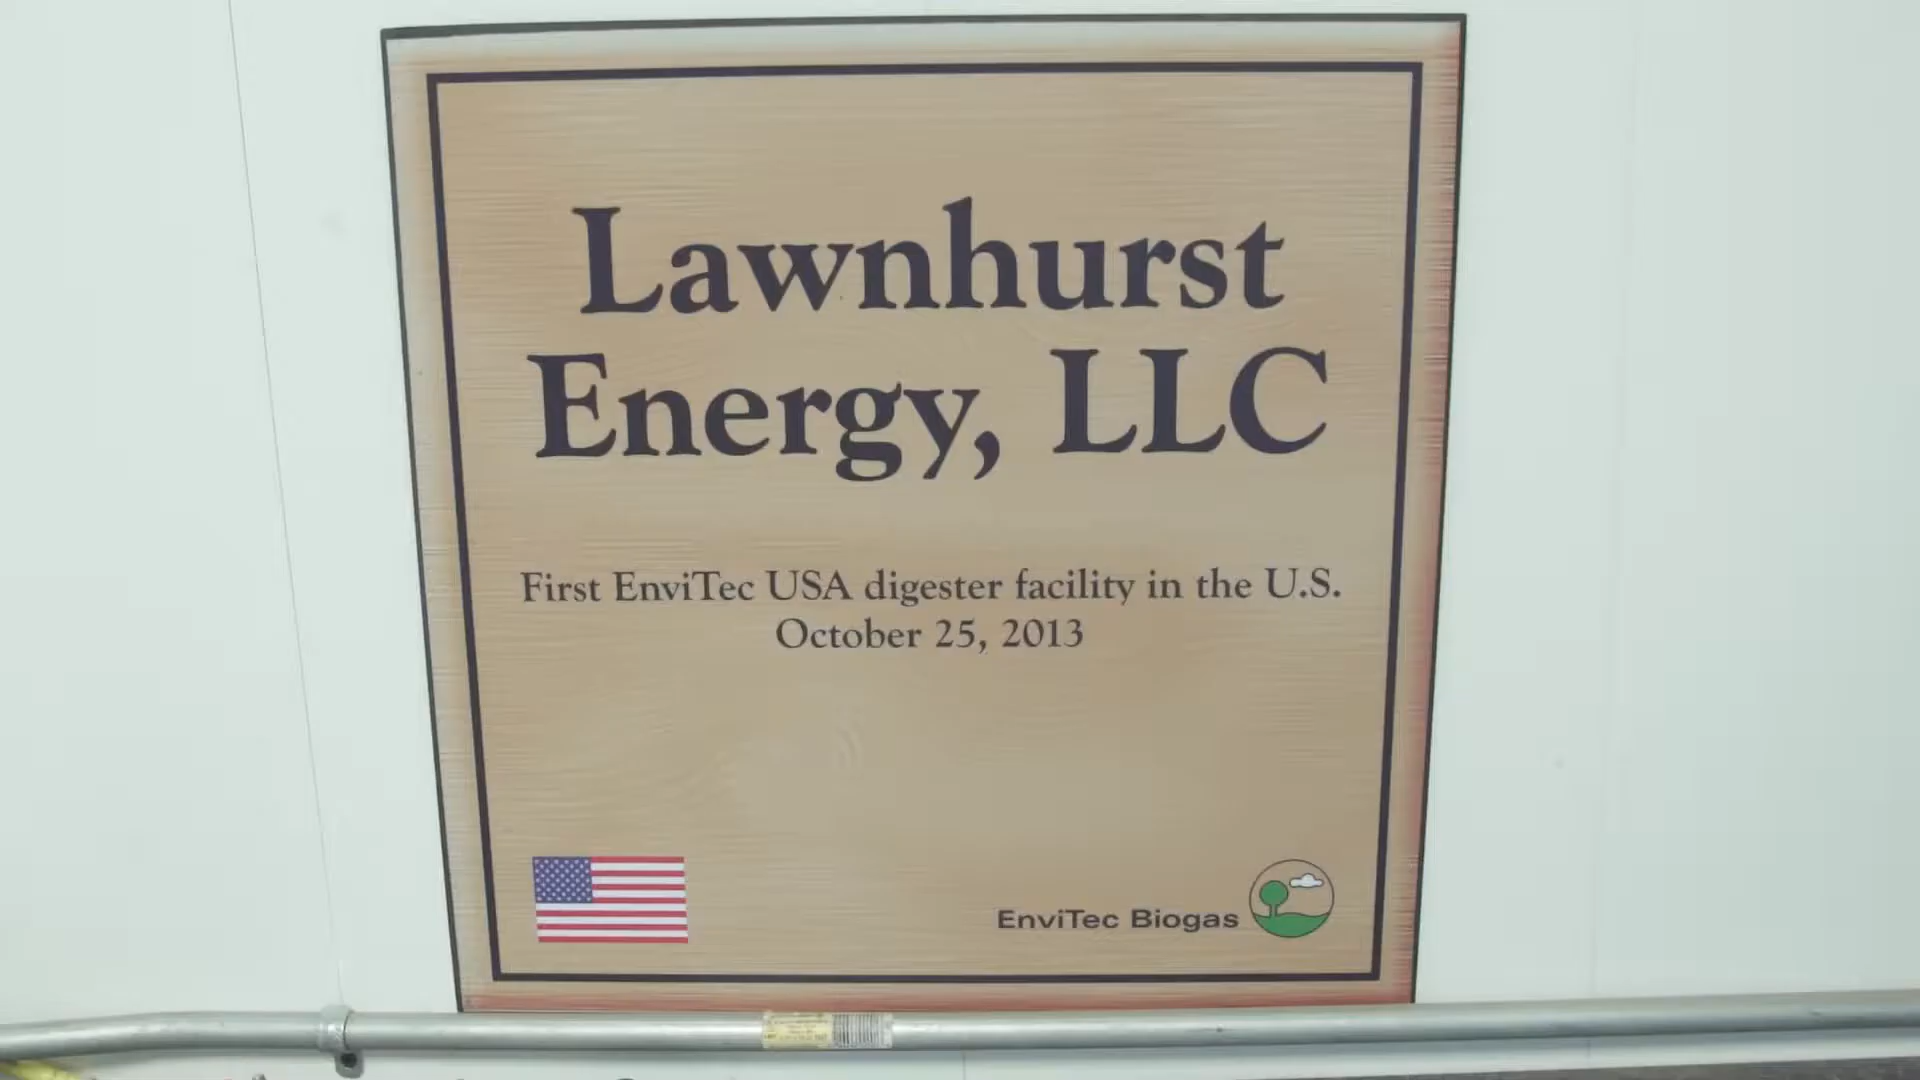 Lawnhurst
Energy, LLC
First EnviTec USA digester facility in the U.S.
October 25, 2013
EnviTec Biogas